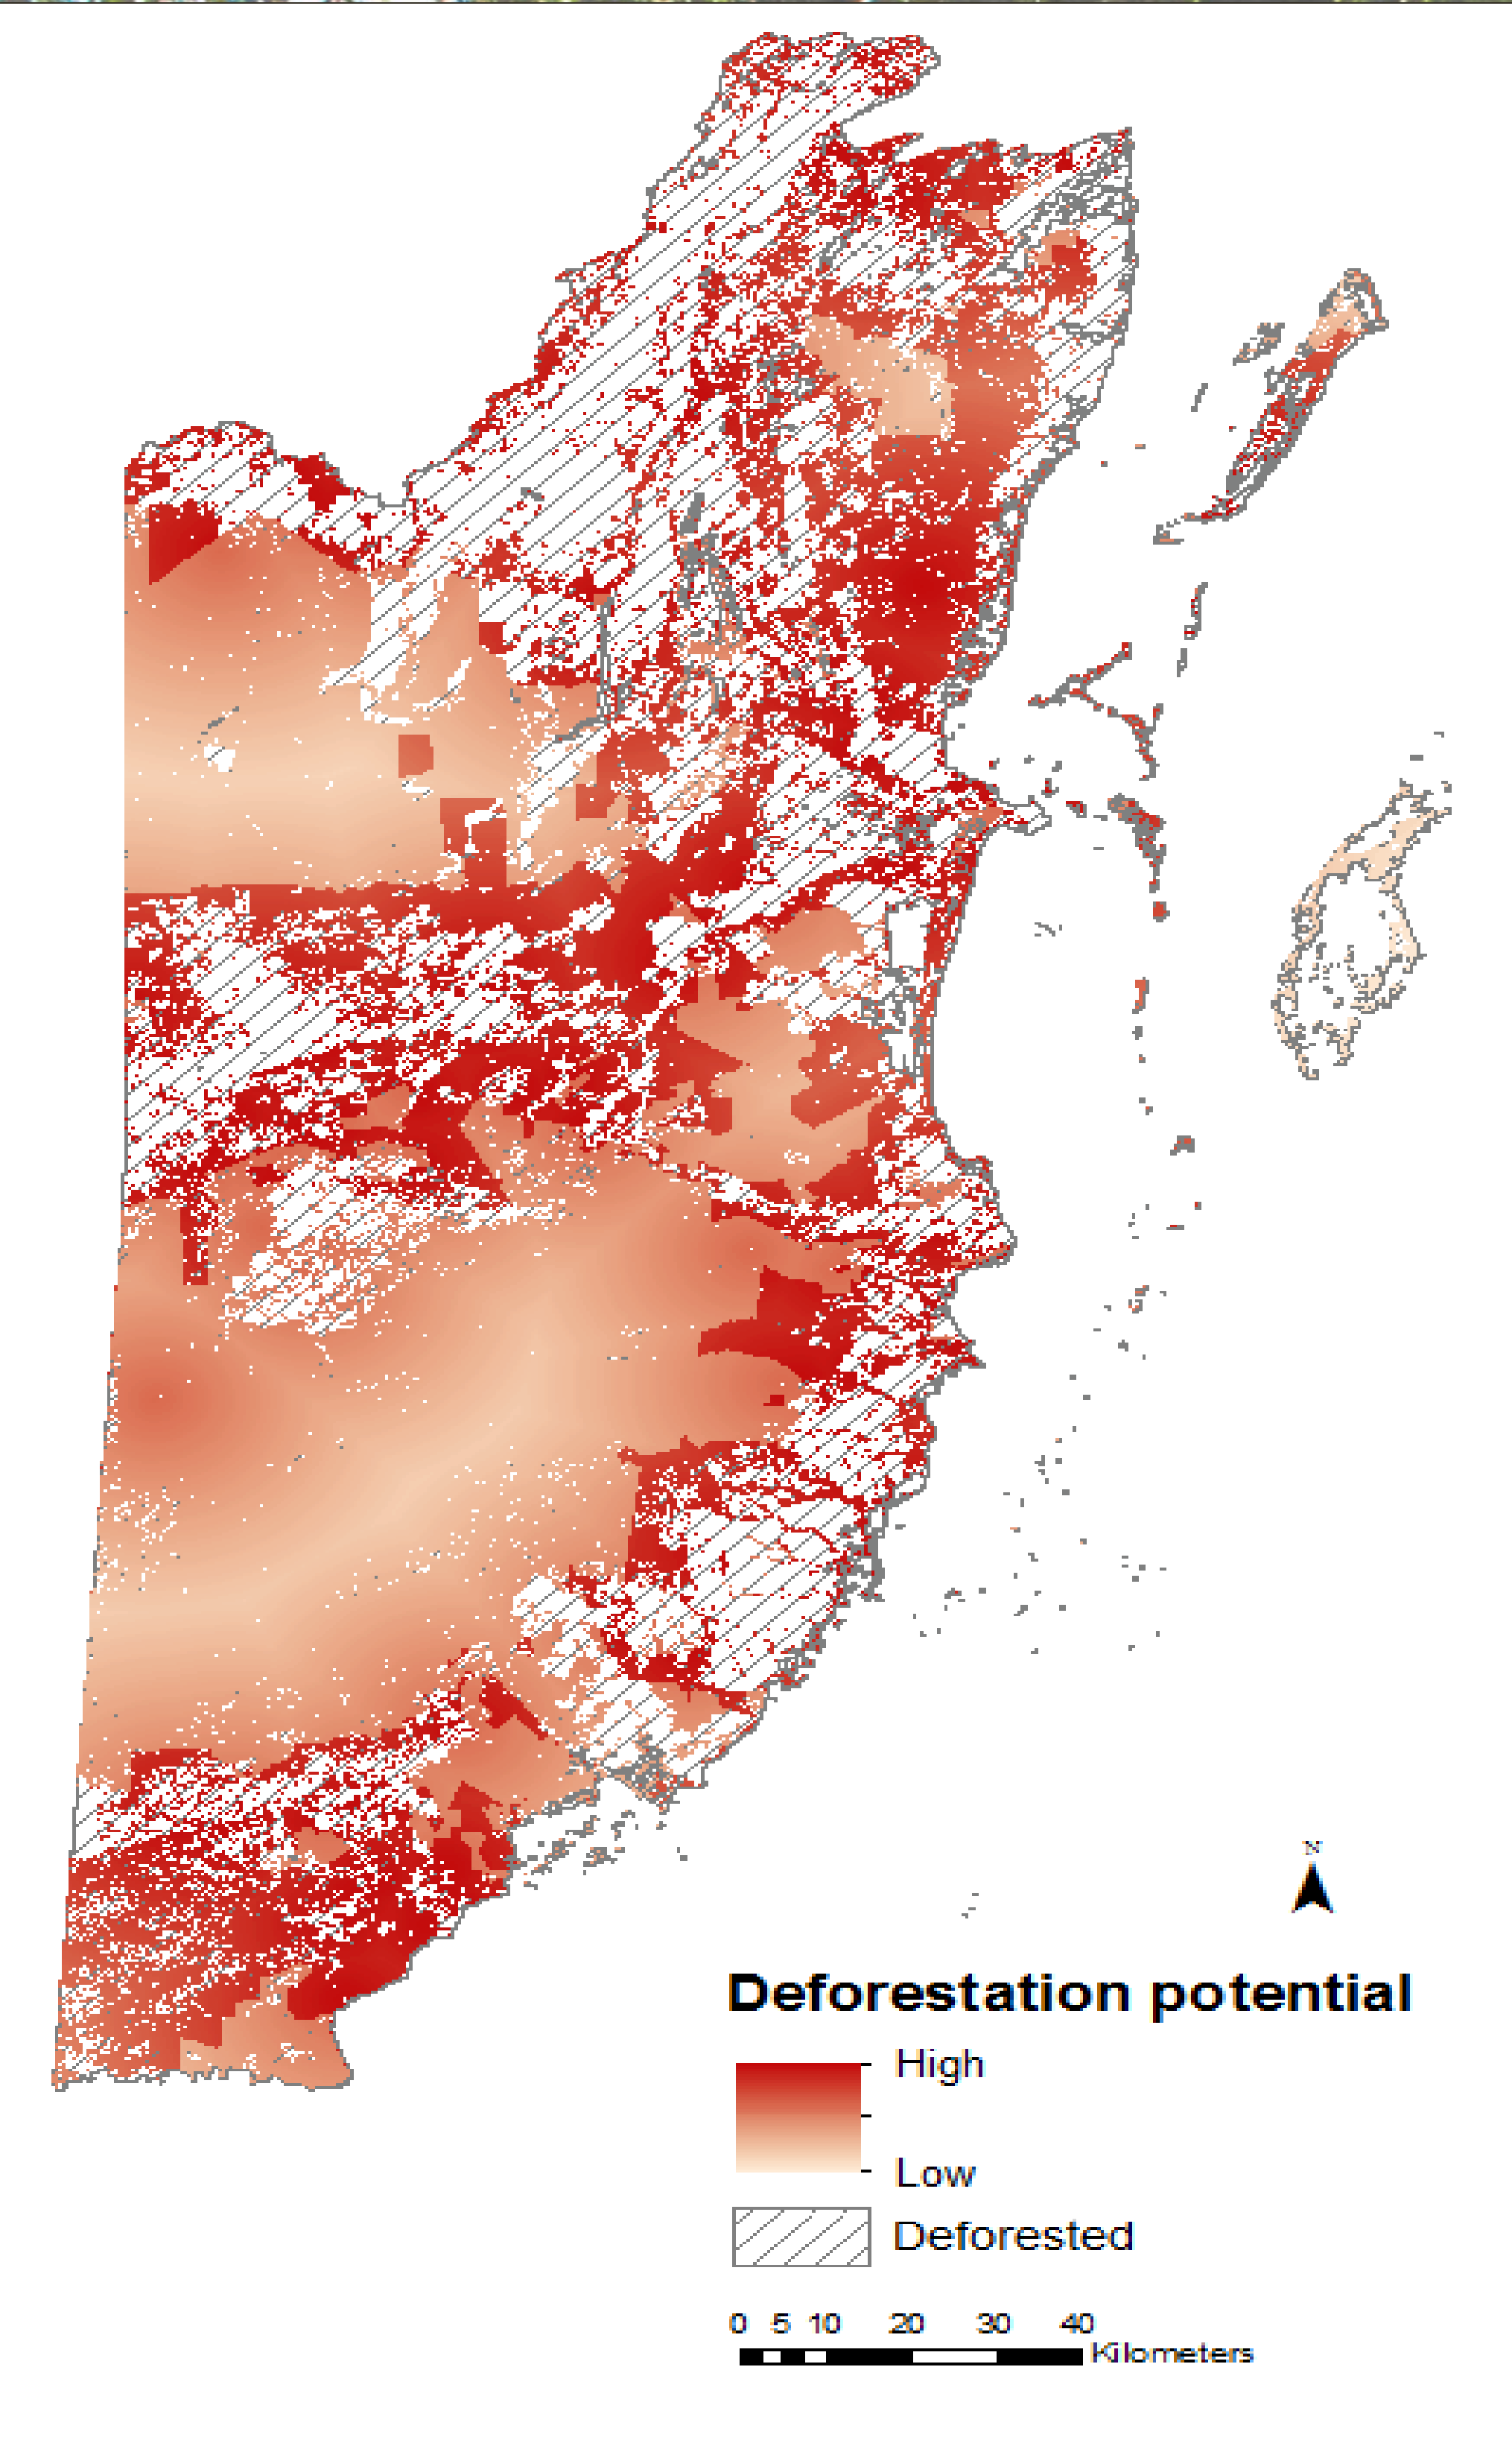 N
Deforestation potential
High
Low
Deforested
0 5 10 20 30 40
Kilometers